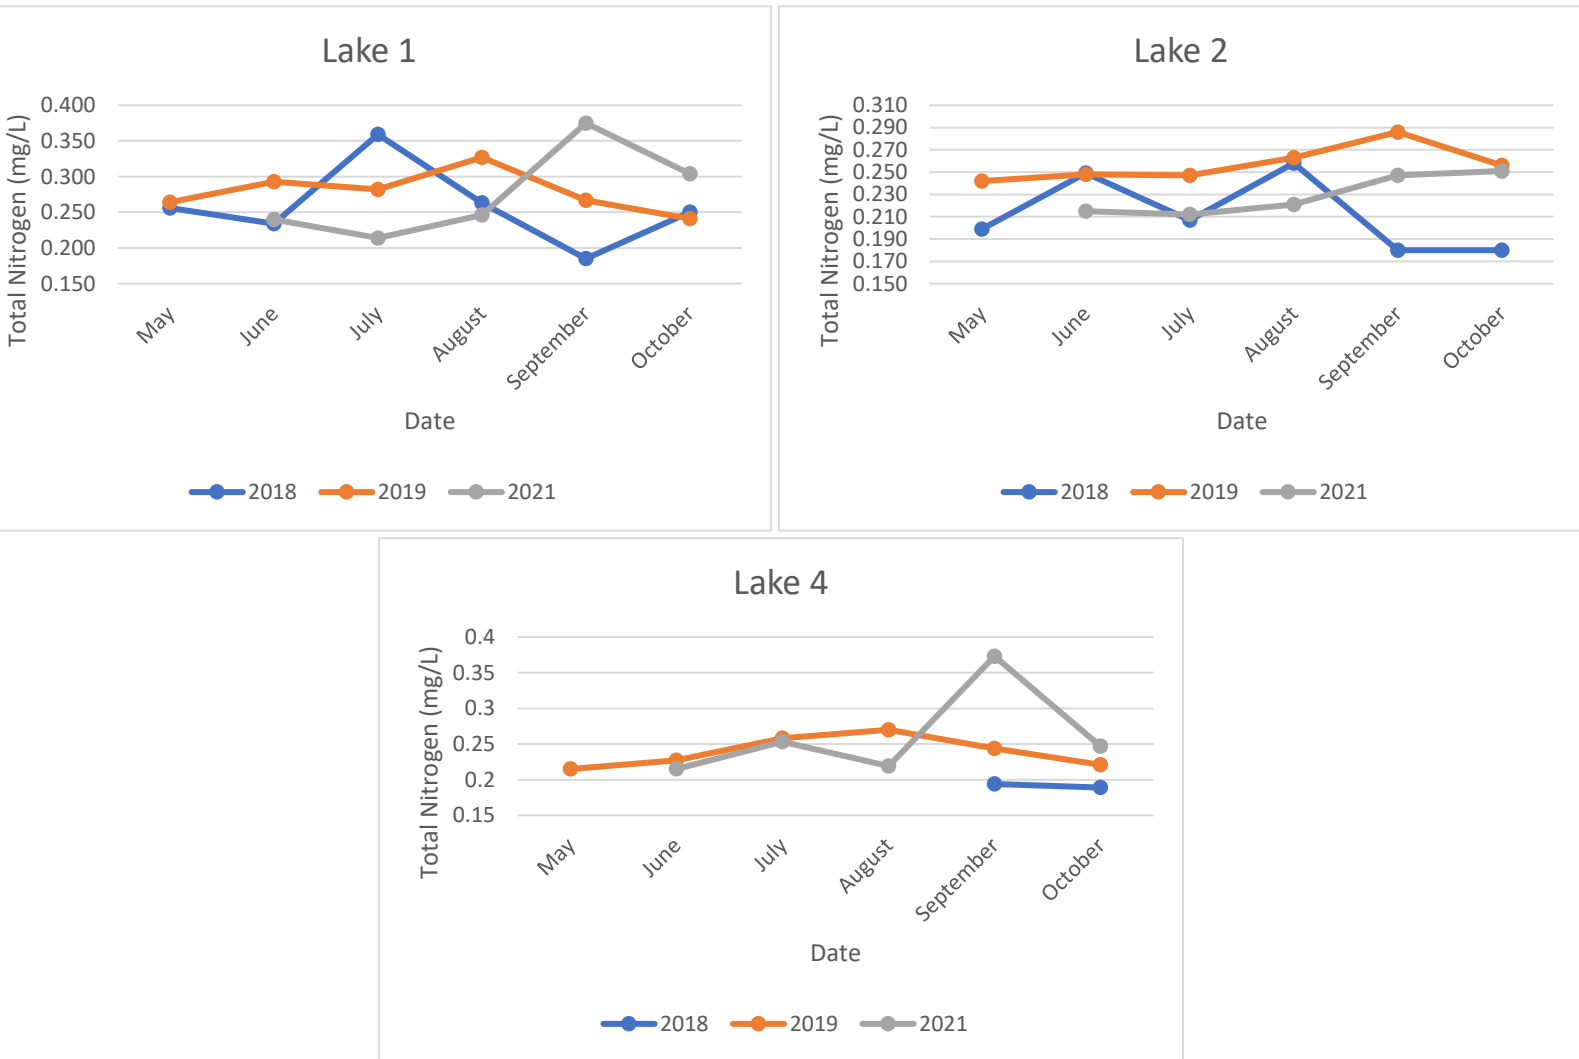 Lake 1
Total Nitrogen (mg/L)
0.400
0.350
0.300
0.250
0.200
0.150
May
June
July
August
September
October
Date
2018 2019 2021
Lake 2
Total Nitrogen (mg/L)
0.310
0.290
0.270
0.250
0.230
0.210
0.190
0.170
0.150
May
June
July
August
September
October
Date
2018 2019 2021
Lake 4
Total Nitrogen (mg/L)
0.4
0.35
0.3
0.25
0.2
0.15
May
June
July
August
September
October
Date
2018 2019 2021